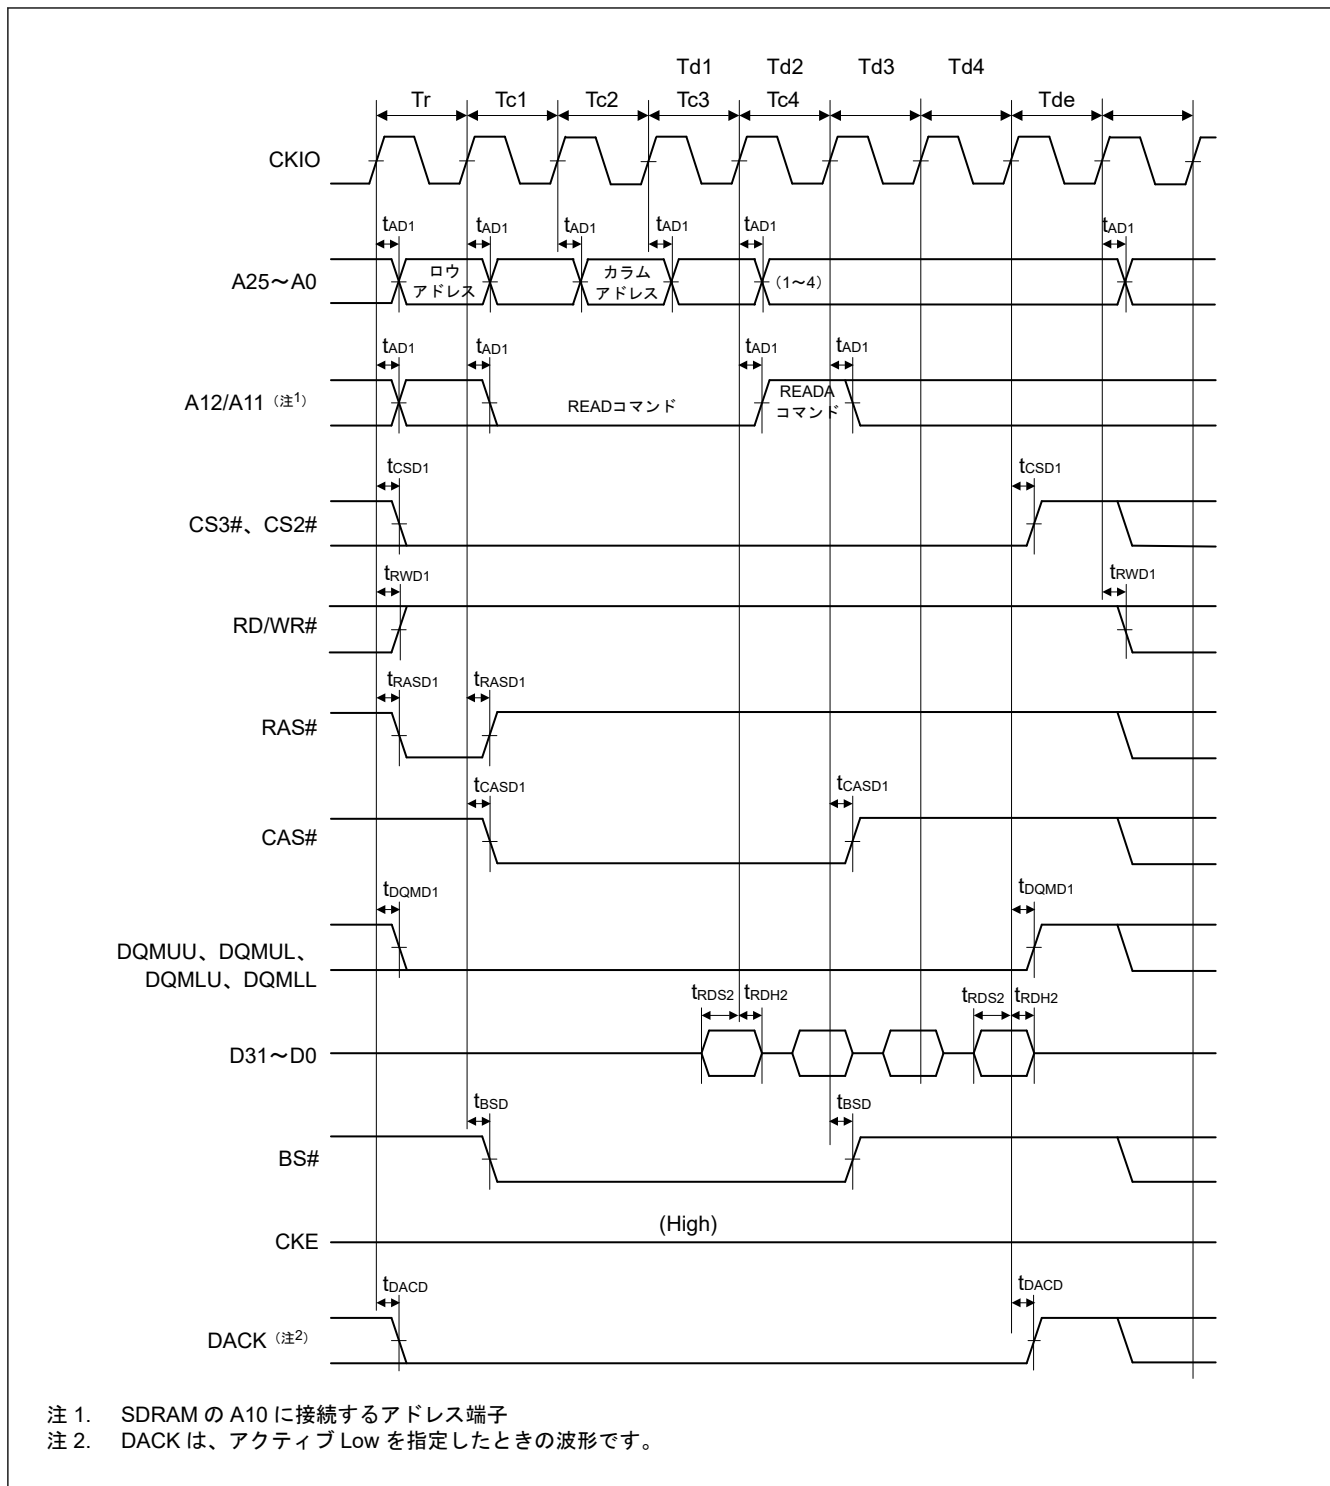 Td1 Td2 Td3 Td4
Tr Tc1 Tc2 Tc3 Tc4 Tde
CKIO
tAD1 tAD1 tAD1 tAD1 tAD1 tAD1
A25～A0
ロウ
アドレス
カラム
アドレス
(1～4)
tAD1 tAD1 tAD1 tAD1
A12/A11（注1）
READコマンド
READA
コマンド
tCSD1 tCSD1
CS3#、CS2#
tRWD1 tRWD1
RD/WR#
tRASD1 tRASD1
RAS#
tCASD1 tCASD1
CAS#
tDQMD1 tDQMD1
DQMUU、DQMUL、
DQMLU、DQMLL
tRDS2 tRDH2 tRDS2 tRDH2
D31～D0
tBSD tBSD
BS#
(High)
CKE
tDACD tDACD
DACK（注2）
注 1. SDRAM の A10 に接続するアドレス端子
注 2. DACK は、アクティブ Low を指定したときの波形です。